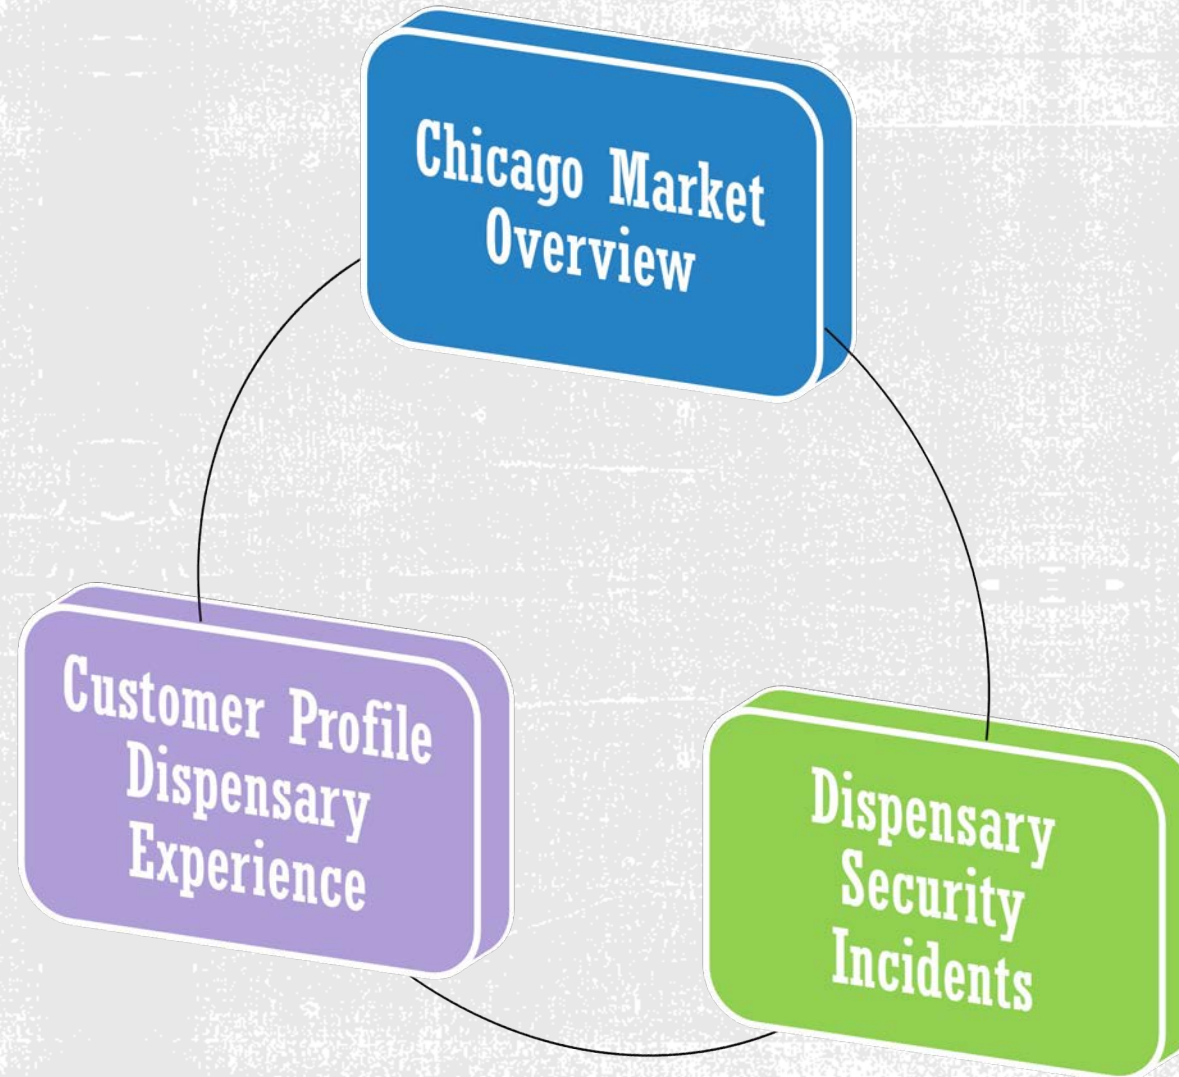 Chicago Market
Overview
Customer Profile
Dispensary
Experience
Dispensary
Security
Incidents